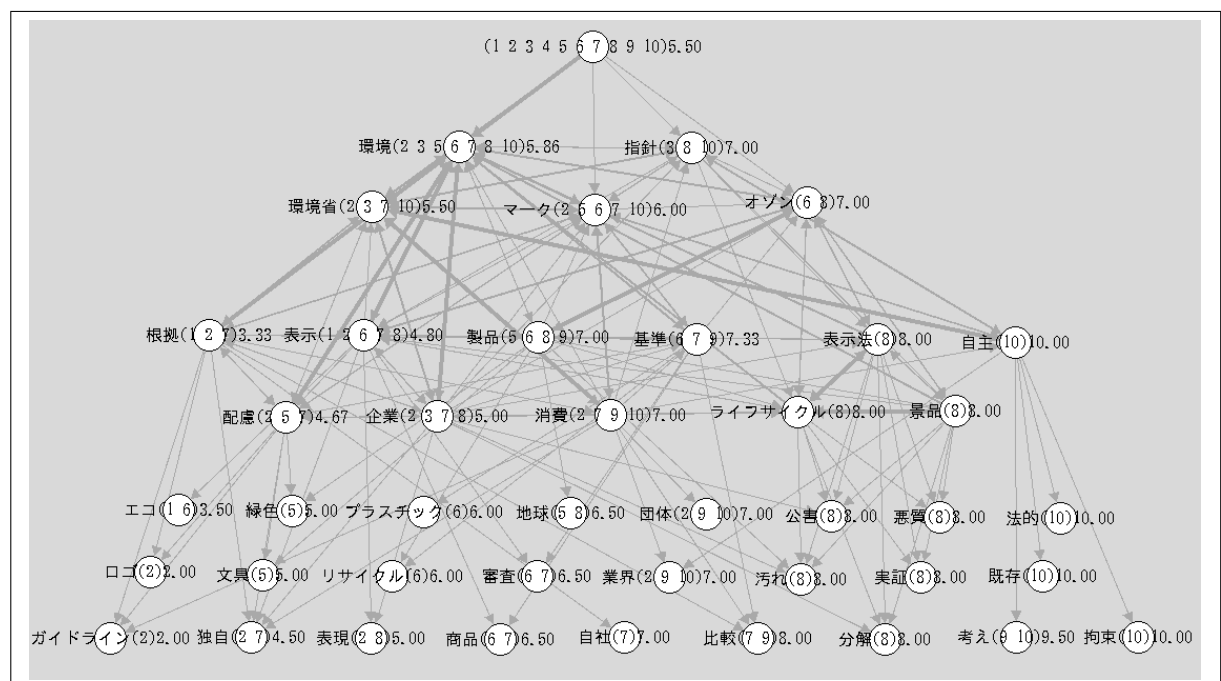 (1 2 3 4 5 6 7 8 9 10)5.50
環境(2 3 5 6 7 8 10)5.86
指針(3 8 10)7.00
環境省(2 3 7 10)5.50
マーク(2 5 6 7 10)6.00
オゾン(6 8)7.00
根拠(1 2 7)3.33
表示(1 2 6 7 8)4.80
製品(5 6 8 9)7.00
基準(6 7 9)7.33
表示法(8)8.00
自主(10)10.00
配慮(2 5 7)4.67
企業(2 3 7 8)5.00
消費(2 7 9 10)7.00
ライフサイクル(8)8.00
景品(8)8.00
エコ(1 6)3.50
緑色(5)5.00
プラスチック(6)6.00
地球(5 8)6.50
団体(2 9 10)7.00
公害(8)8.00
悪質(8)8.00
法的(10)10.00
ロゴ(2)2.00
文具(5)5.00
リサイクル(6)6.00
審査(6 7)6.50
業界(2 9 10)7.00
汚れ(8)8.00
実証(8)8.00
既存(10)10.00
ガイドライン(2)2.00
独自(2 7)4.50
表現(2 8)5.00
商品(6 7)6.50
自社(7)7.00
比較(7 9)8.00
分解(8)8.00
考え(9 10)9.50
拘束(10)10.00